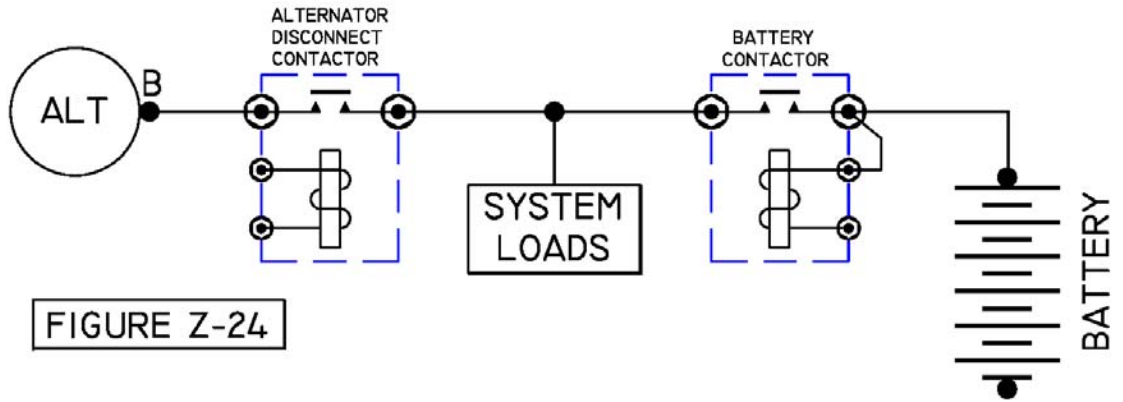 ALTERNATOR
DISCONNECT
CONTACTOR
BATTERY
CONTACTOR
B
ALT
SYSTEM
LOADS
BATTERY
FIGURE Z-24